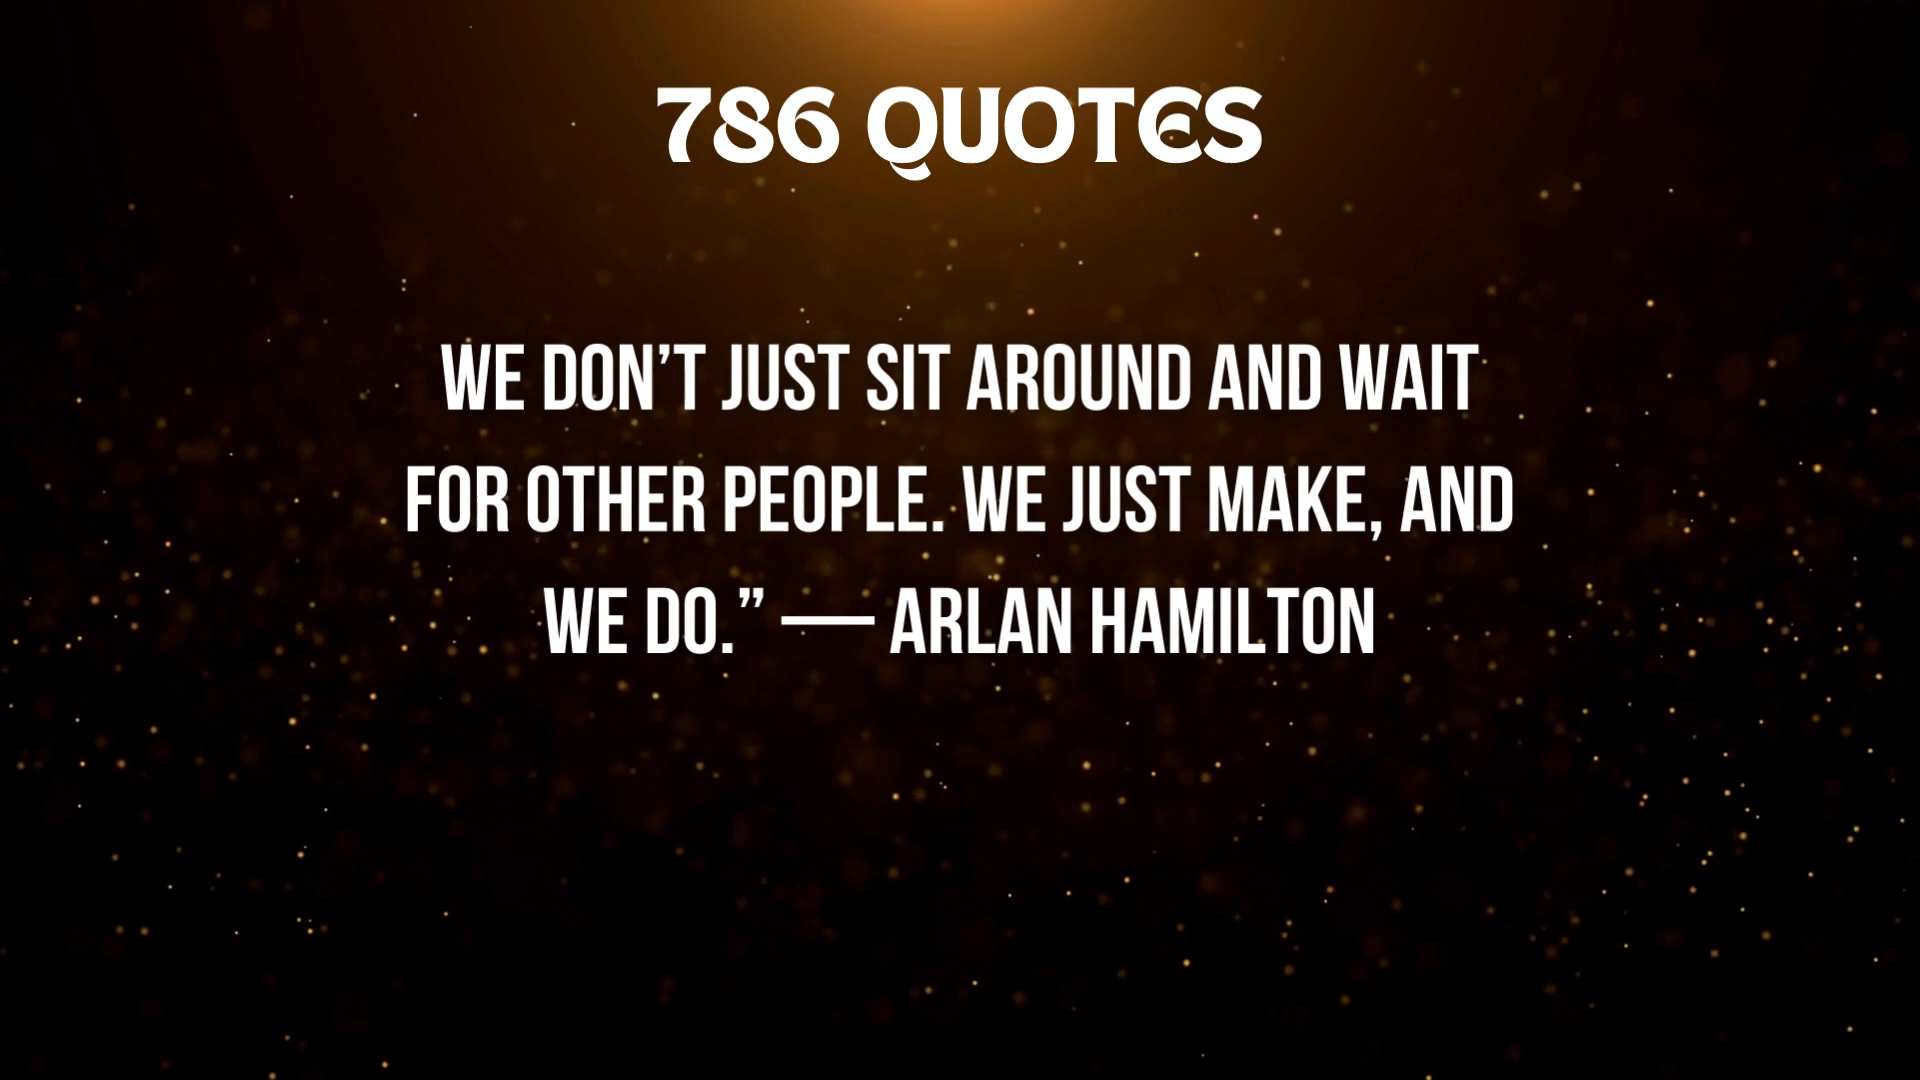 786 QUOTES
WE DON’T JUST SIT AROUND AND WAIT
FOR OTHER PEOPLE. WE JUST MAKE, AND
WE DO.” — ARLAN HAMILTON